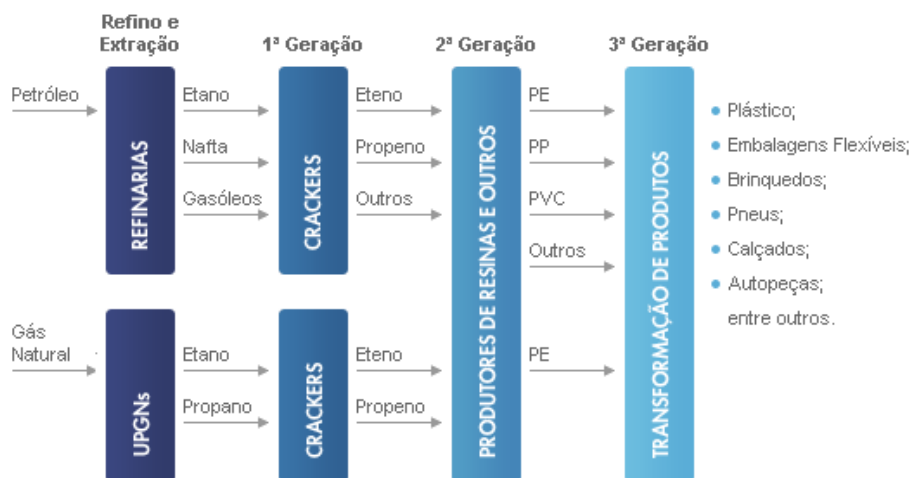 Refino e
Extração
1ª Geração
2ª Geração
3ª Geração
Petróleo
REFINARIAS
Etano
Nafta
Gasóleos
CRACKERS
Eteno
Propeno
Outros
PRODUTORES DE RESINAS E OUTROS
PE
PP
PVC
Outros
TRANSFORMAÇÃO DE PRODUTOS
Plástico;
Embalagens Flexíveis;
Brinquedos;
Pneus;
Calçados;
Autopeças;
entre outros.
Gás
Natural
UPGNs
Etano
Propano
CRACKERS
Eteno
Propeno
PE